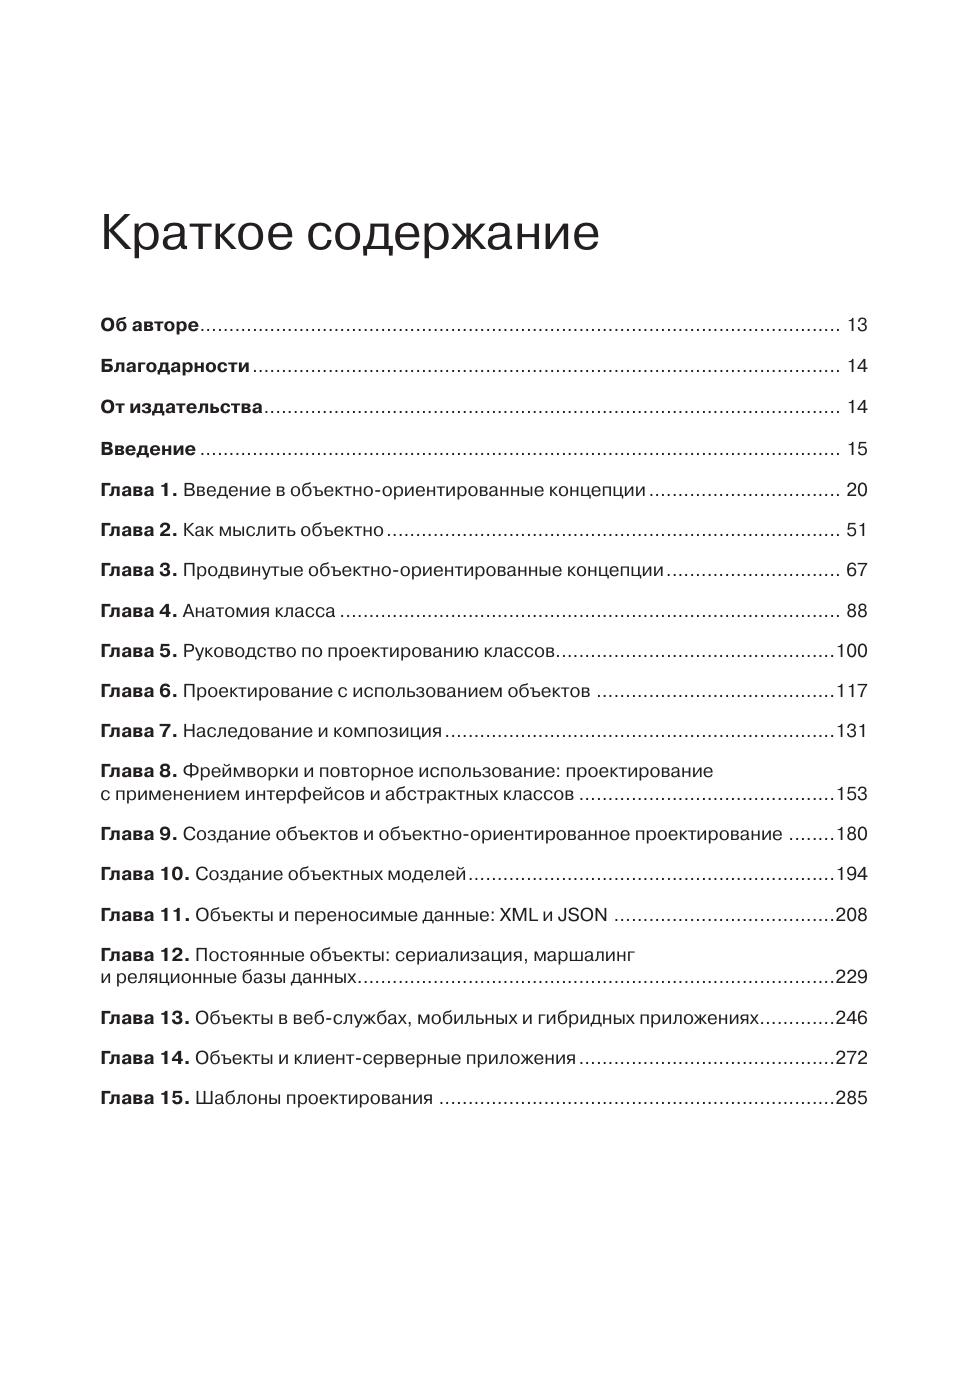 Краткое содержание
Об авторе........................................................................................................... 13
Благодарности.................................................................................................. 14
От издательства................................................................................................ 14
Введение ........................................................................................................... 15
Глава 1. Введение в объектно-ориентированные концепции................................. 20
Глава 2. Как мыслить объектно............................................................................. 51
Глава 3. Продвинутые объектно-ориентированные концепции.............................. 67
Глава 4. Анатомия класса ..................................................................................... 88
Глава 5. Руководство по проектированию классов................................................100
Глава 6. Проектирование с использованием объектов .........................................117
Глава 7. Наследование и композиция...................................................................131
Глава 8. Фреймворки и повторное использование: проектирование
с применением интерфейсов и абстрактных классов ............................................153
Глава 9. Создание объектов и объектно-ориентированное проектирование ........180
Глава 10. Создание объектных моделей...............................................................194
Глава 11. Объекты и переносимые данные: XML и JSON ......................................208
Глава 12. Постоянные объекты: сериализация, маршалинг
и реляционные базы данных..................................................................................229
Глава 13. Объекты в веб-службах, мобильных и гибридных приложениях.............246
Глава 14. Объекты и клиент-серверные приложения............................................272
Глава 15. Шаблоны проектирования ....................................................................285